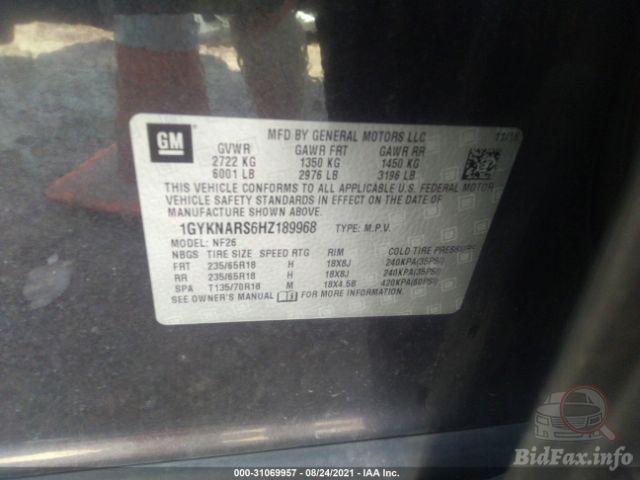 GM
MFD BY GENERAL MOTORS LLC 11/16
GVWR GAWR FRT GAWR RR
2722 KG 1350 KG 1450 KG
6001 LB 2976 LB 3196 LB
THIS VEHICLE CONFORMS TO ALL APPLICABLE U.S. FEDERAL MOTOR
VEHICLE SAFETY STANDARDS IN EFFECT ON THE DATE OF
MANUFACTURE SHOWN ABOVE.
1GYKNARS6HZ189968 TYPE: M.P.V.
MODEL: NF26
NBGS TIRE SIZE SPEED RTG RIM COLD TIRE PRESSURE
FRT 235/65R18 H 18X8J 240KPA(35PSI)
RR 235/65R18 H 18X8J 240KPA(35PSI)
SPA T135/70R18 M 18X4.5B 420KPA(60PSI)
SEE OWNER'S MANUAL FOR MORE INFORMATION.
000-31069957 - 08/24/2021 - IAA Inc.
BidFax.info